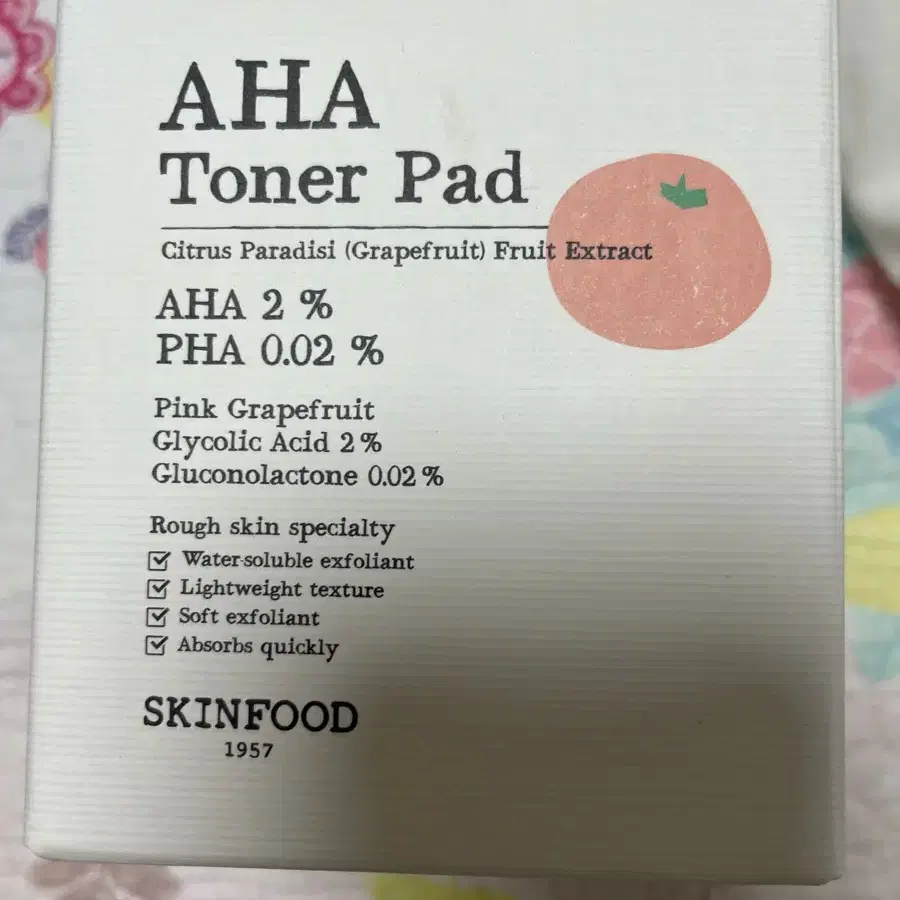 AHA
Toner Pad
Citrus Paradisi (Grapefruit) Fruit Extract
AHA 2 %
PHA 0.02 %
Pink Grapefruit
Glycolic Acid 2 %
Gluconolactone 0.02 %
Rough skin specialty
Water-soluble exfoliant
Lightweight texture
Soft exfoliant
Absorbs quickly
SKINFOOD
1957